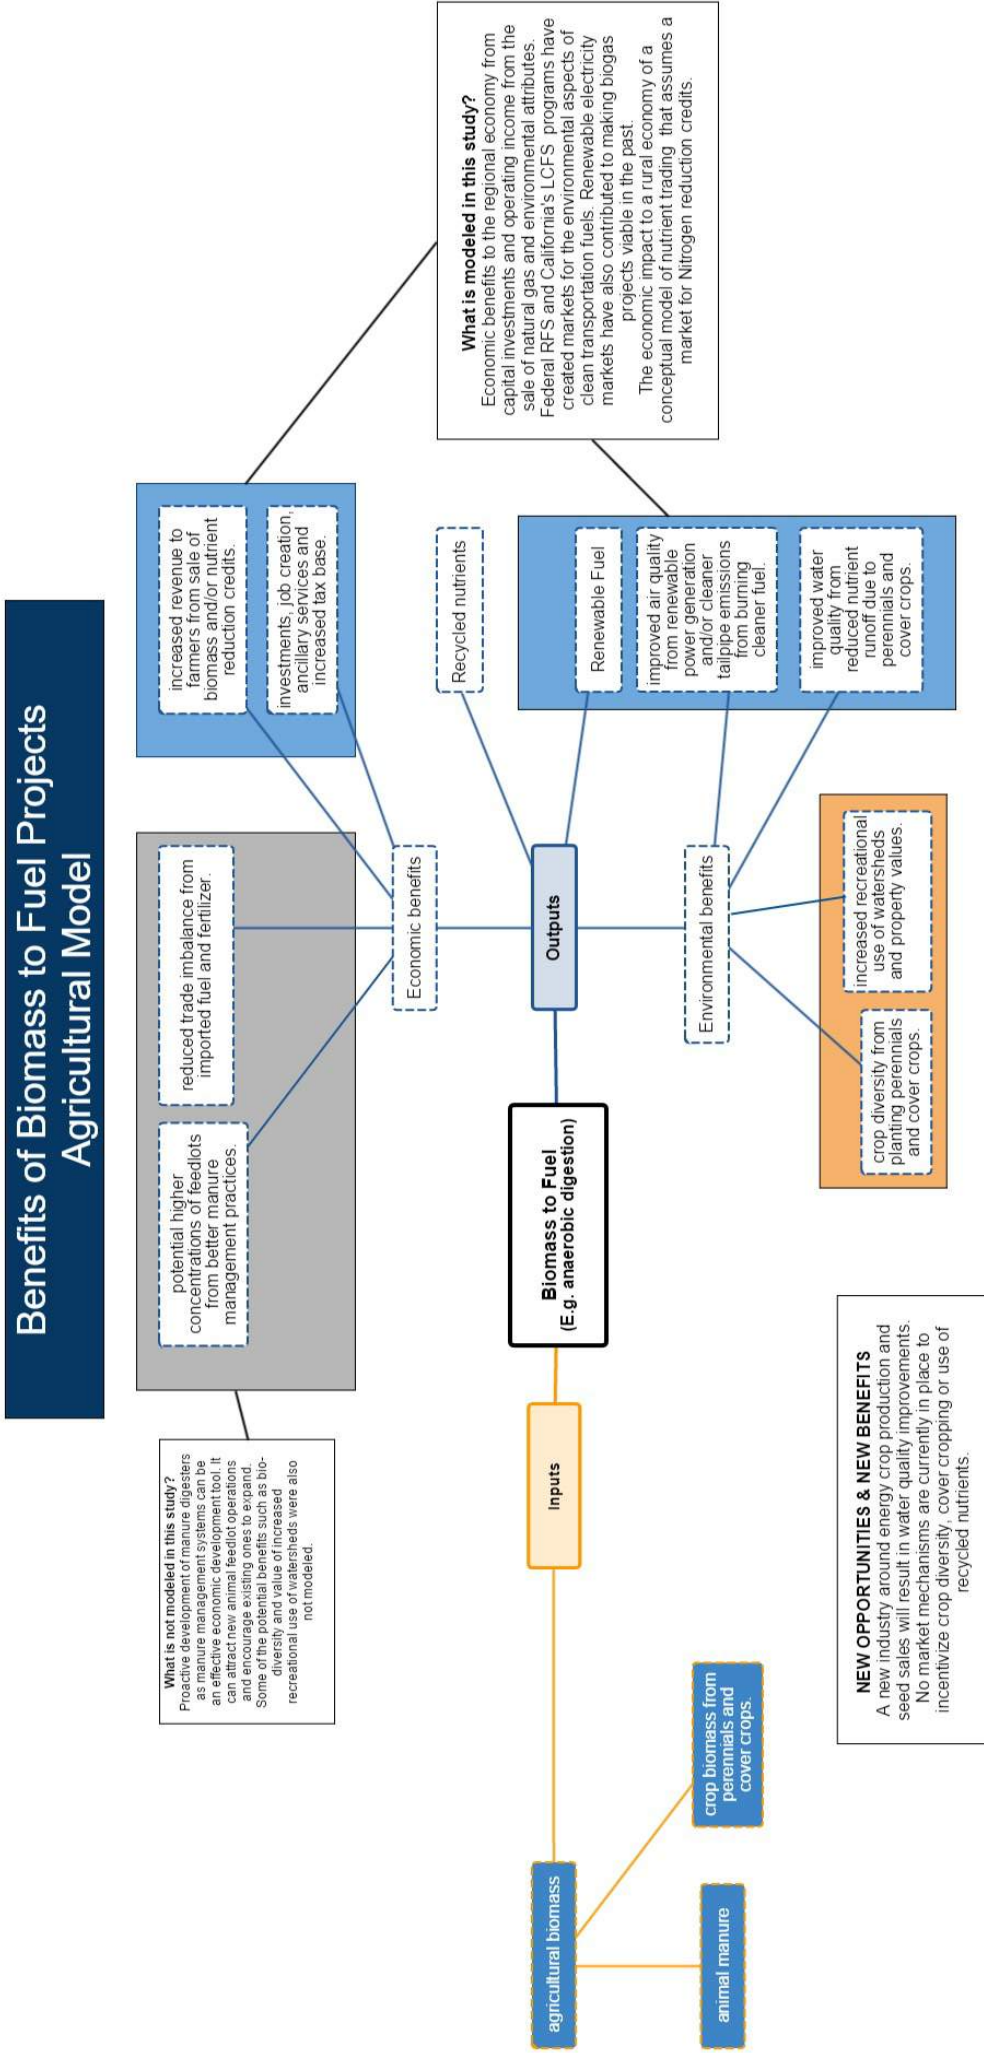 Benefits of Biomass to Fuel Projects
Agricultural Model
What is not modeled in this study?
Proactive development of manure digesters
as manure management systems can be
an effective economic development tool. It
can attract new animal feedlot operations
and encourage existing ones to expand.
Some of the potential benefits such as bio-
diversity and value of increased
recreational use of watersheds were also
not modeled.
potential higher
concentrations of feedlots
from better manure
management practices.
reduced trade imbalance from
imported fuel and fertilizer.
increased revenue to
farmers from sale of
biomass and/or nutrient
reduction credits.
investments, job creation,
ancillary services and
increased tax base.
Economic benefits
Recycled nutrients
What is modeled in this study?
Economic benefits to the regional economy from
capital investments and operating income from the
sale of natural gas and environmental attributes.
Federal RFS and California's LCFS programs have
created markets for the environmental aspects of
clean transportation fuels. Renewable electricity
markets have also contributed to making biogas
projects viable in the past.
The economic impact to a rural economy of a
conceptual model of nutrient trading that assumes a
market for Nitrogen reduction credits.
agricultural biomass
Inputs
Biomass to Fuel
(E.g. anaerobic digestion)
Outputs
Renewable Fuel
improved air quality
from renewable
power generation
and/or cleaner
tailpipe emissions
from burning
cleaner fuel.
animal manure
crop biomass from
perennials and
cover crops.
Environmental benefits
improved water
quality from
reduced nutrient
runoff due to
perennials and
cover crops.
crop diversity from
planting perennials
and cover crops.
increased recreational
use of watersheds
and property values.
NEW OPPORTUNITIES & NEW BENEFITS
A new industry around energy crop production and
seed sales will result in water quality improvements.
No market mechanisms are currently in place to
incentivize crop diversity, cover cropping or use of
recycled nutrients.